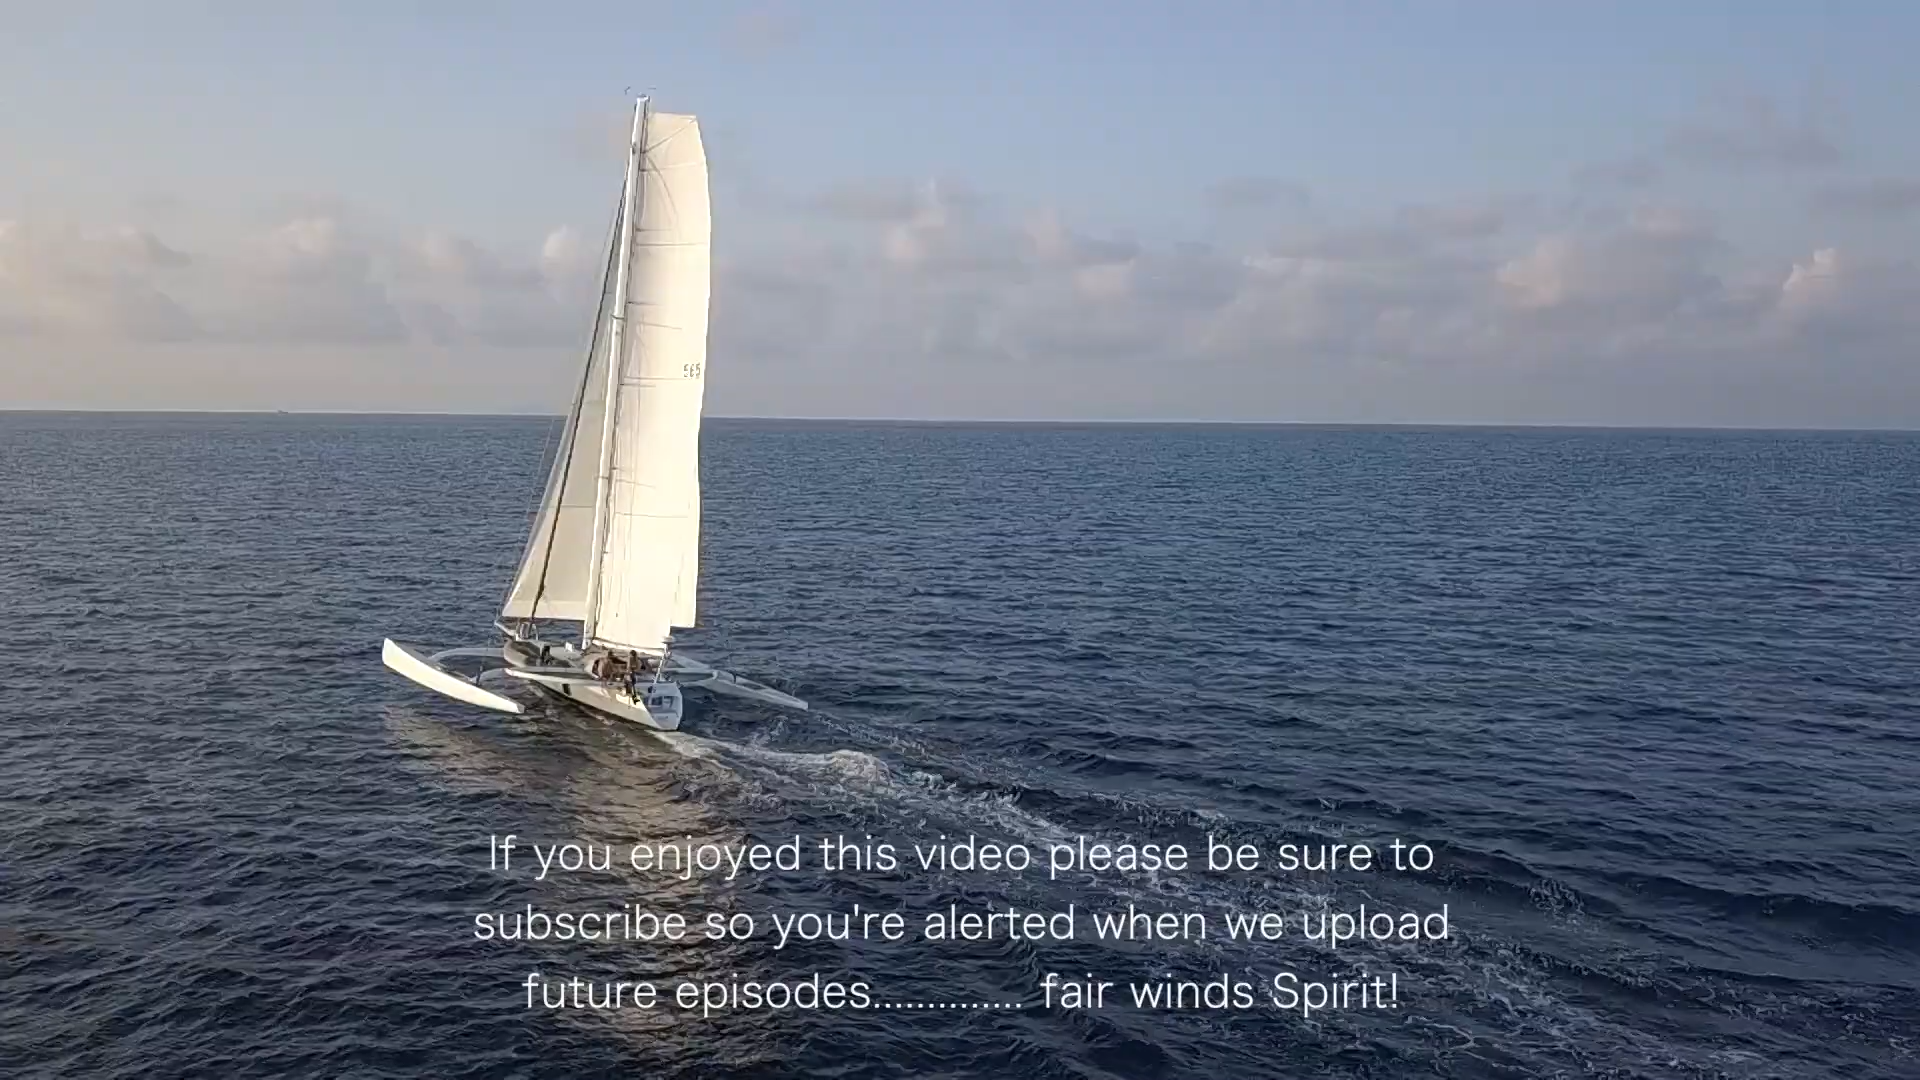 565
If you enjoyed this video please be sure to
subscribe so you're alerted when we upload
future episodes.............. fair winds Spirit!